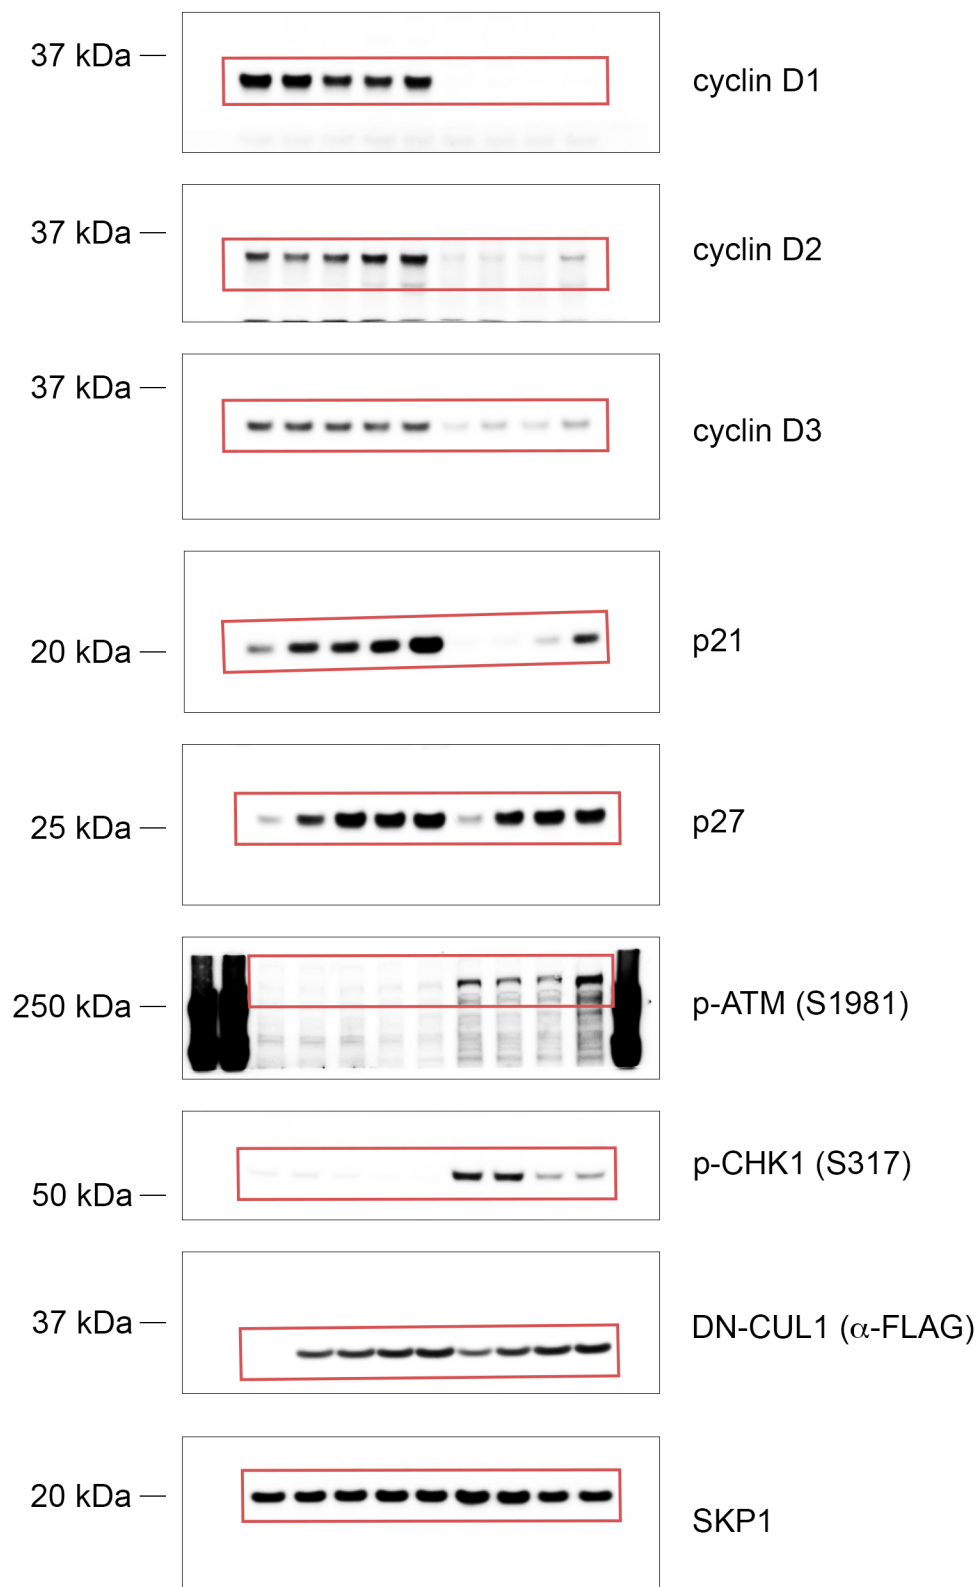 37 kDa
cyclin D1
37 kDa
cyclin D2
37 kDa
cyclin D3
20 kDa
p21
25 kDa
p27
250 kDa
p-ATM (S1981)
50 kDa
p-CHK1 (S317)
37 kDa
DN-CUL1 (α-FLAG)
20 kDa
SKP1